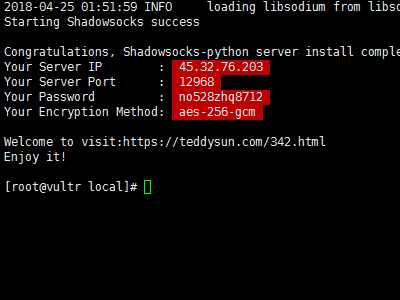 2018-04-25 01:51:59 INFO     loading libsodium from libso
Starting Shadowsocks success
Congratulations, Shadowsocks-python server install comple
Your Server IP        :  45.32.76.203
Your Server Port      :  12968
Your Password         :  no528zhq8712
Your Encryption Method:  aes-256-gcm
Welcome to visit:https://teddysun.com/342.html
Enjoy it!
[root@vultr local]#